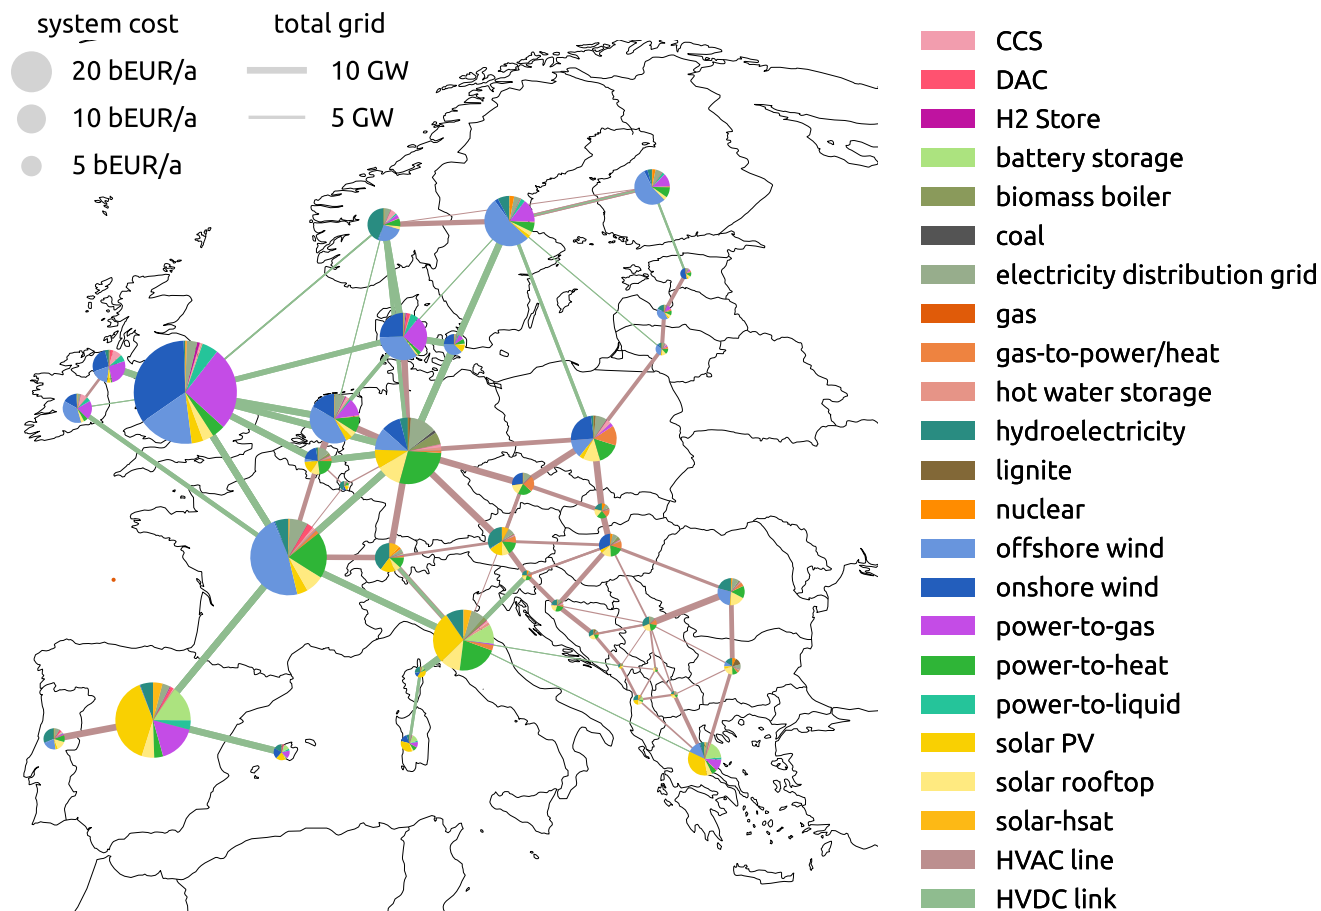 system cost
total grid
20 bEUR/a
10 GW
10 bEUR/a
5 GW
5 bEUR/a
CCS
DAC
H2 Store
battery storage
biomass boiler
coal
electricity distribution grid
gas
gas-to-power/heat
hot water storage
hydroelectricity
lignite
nuclear
offshore wind
onshore wind
power-to-gas
power-to-heat
power-to-liquid
solar PV
solar rooftop
solar-hsat
HVAC line
HVDC link